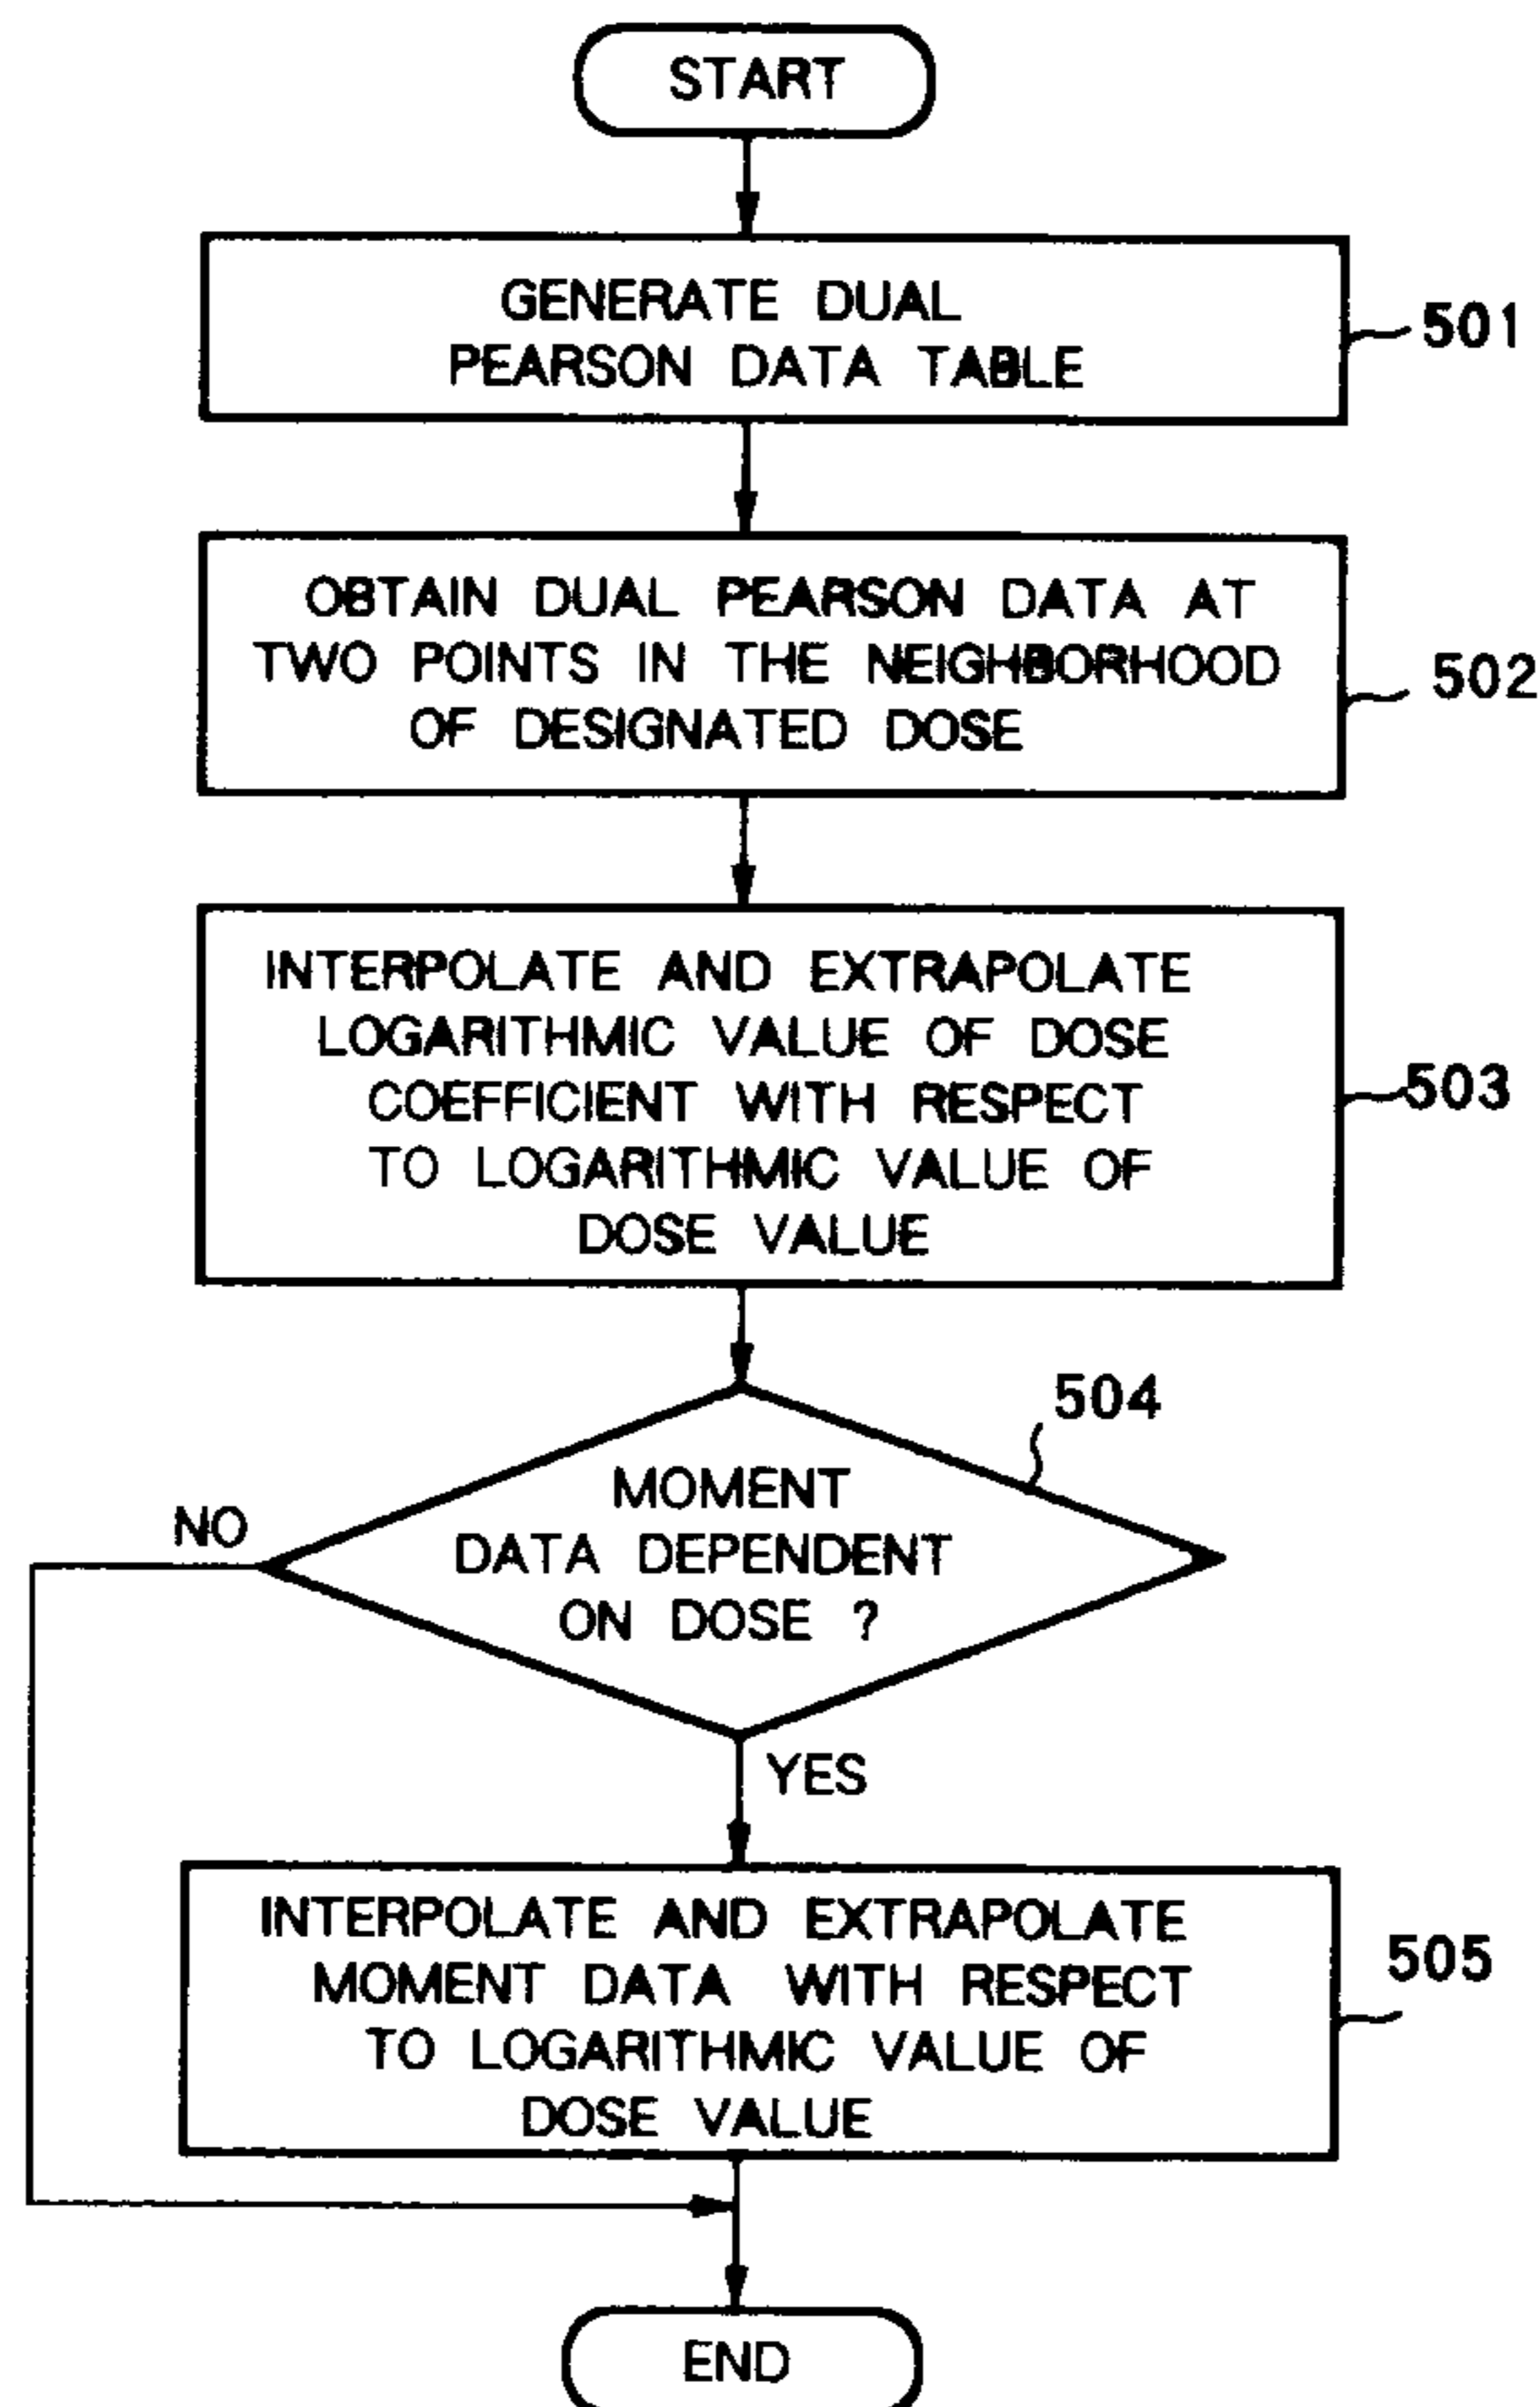 START
GENERATE DUAL
PEARSON DATA TABLE
501
OBTAIN DUAL PEARSON DATA AT
TWO POINTS IN THE NEIGHBORHOOD
OF DESIGNATED DOSE
502
INTERPOLATE AND EXTRAPOLATE
LOGARITHMIC VALUE OF DOSE
COEFFICIENT WITH RESPECT
TO LOGARITHMIC VALUE OF
DOSE VALUE
503
504
MOMENT
DATA DEPENDENT
ON DOSE ?
NO
YES
INTERPOLATE AND EXTRAPOLATE
MOMENT DATA WITH RESPECT
TO LOGARITHMIC VALUE OF
DOSE VALUE
505
END